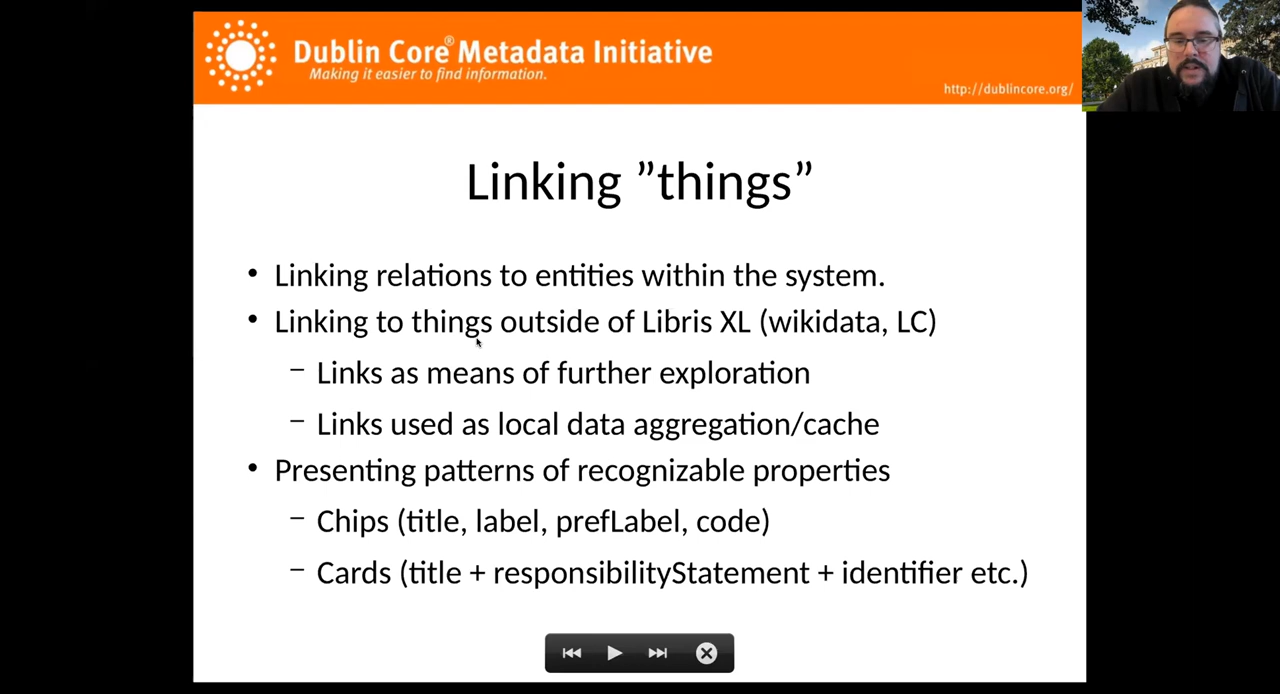 Dublin Core® Metadata Initiative
Making it easier to find information.
http://dublincore.org/
Linking ”things”
• Linking relations to entities within the system.
• Linking to things outside of Libris XL (wikidata, LC)
– Links as means of further exploration
– Links used as local data aggregation/cache
• Presenting patterns of recognizable properties
– Chips (title, label, prefLabel, code)
– Cards (title + responsibilityStatement + identifier etc.)